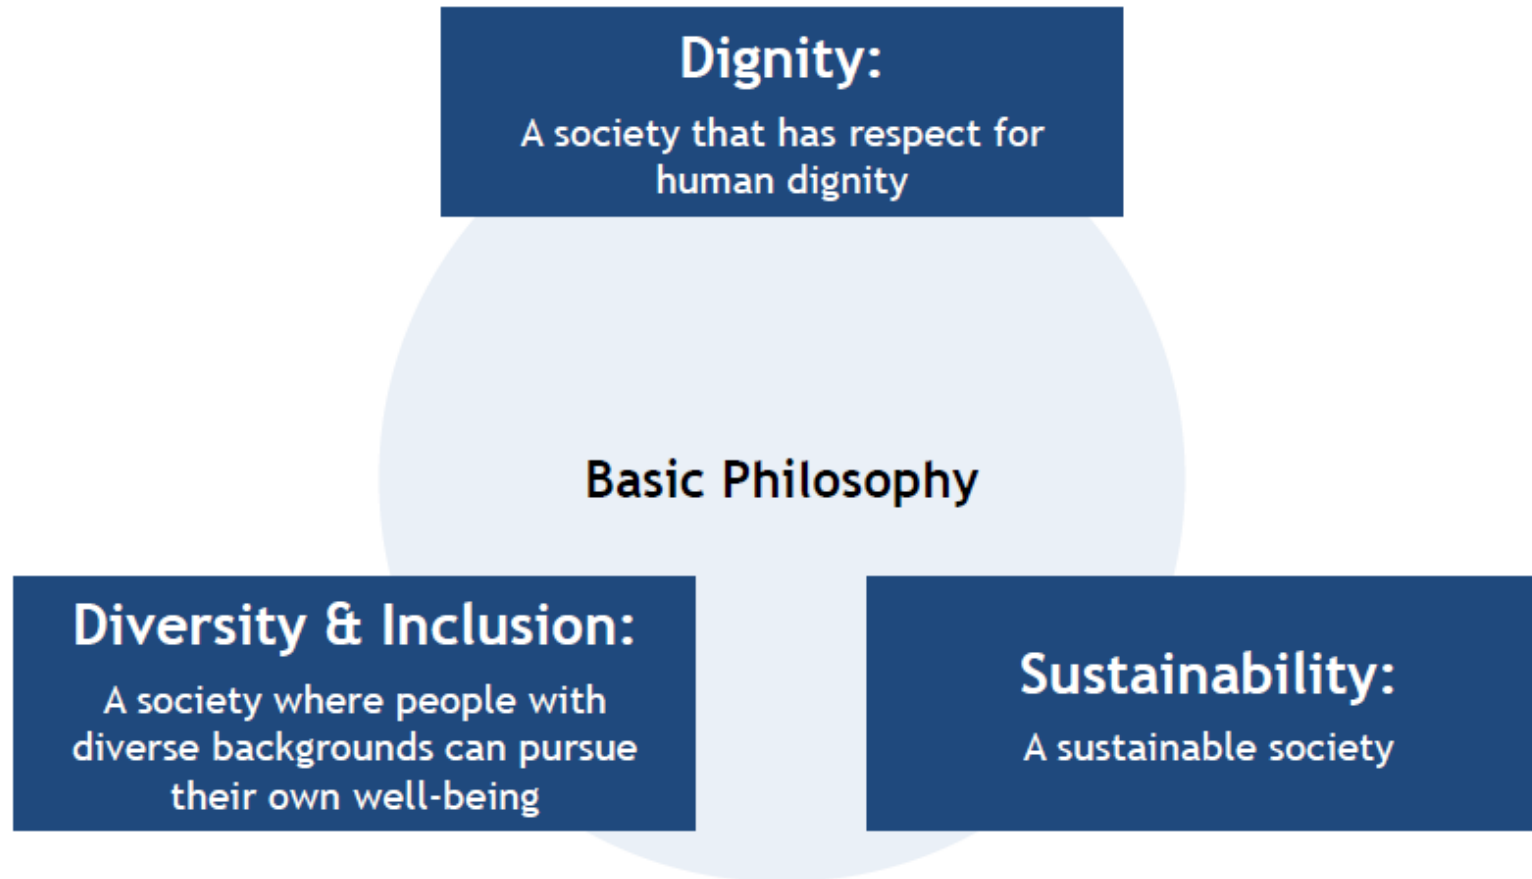 Dignity:
A society that has respect for
human dignity
Basic Philosophy
Diversity & Inclusion:
A society where people with
diverse backgrounds can pursue
their own well-being
Sustainability:
A sustainable society